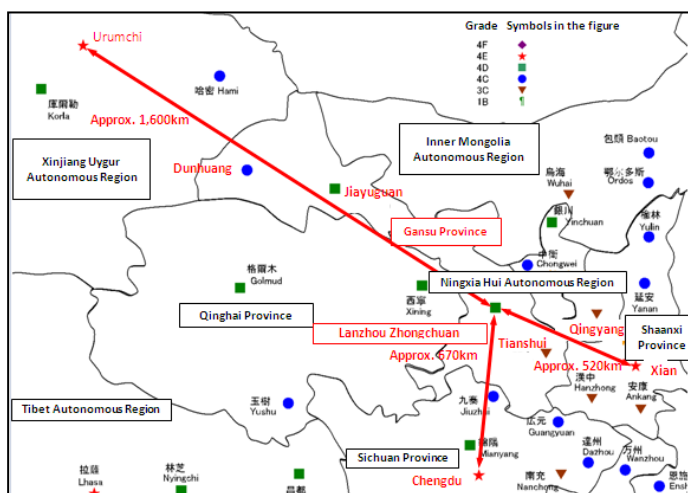 Grade Symbols in the figure
4F
4E
4D
4C
3C
1B
Urumchi
哈密 Hami
庫爾勒
Korla
Approx. 1,600km
Xinjiang Uygur
Autonomous Region
Dunhuang
Jiayuguan
Inner Mongolia
Autonomous Region
包頭 Baotou
鄂尔多斯
Ordos
烏海
Wuhai
銀川
Yinchuan
榆林
Yulin
Gansu Province
中衛
Chongwei
格爾木
Golmud
西寧
Xining
Ningxia Hui Autonomous Region
延安
Yanan
Qinghai Province
Lanzhou Zhongchuan
Tianshui
Qingyang
Shaanxi
Province
Approx. 670km
Approx. 520km
Xian
漢中
Hanzhong
安康
Ankang
Tibet Autonomous Region
玉樹
Yushu
九寨
Jiuzhai
広元
Guangyuan
達州
Dazhou
万州
Wanzhou
恩施
Ensh
Sichuan Province
Mianyang
Chengdu
南充
Nanchong
拉薩
Lhasa
林芝
Nyingchi
昌都